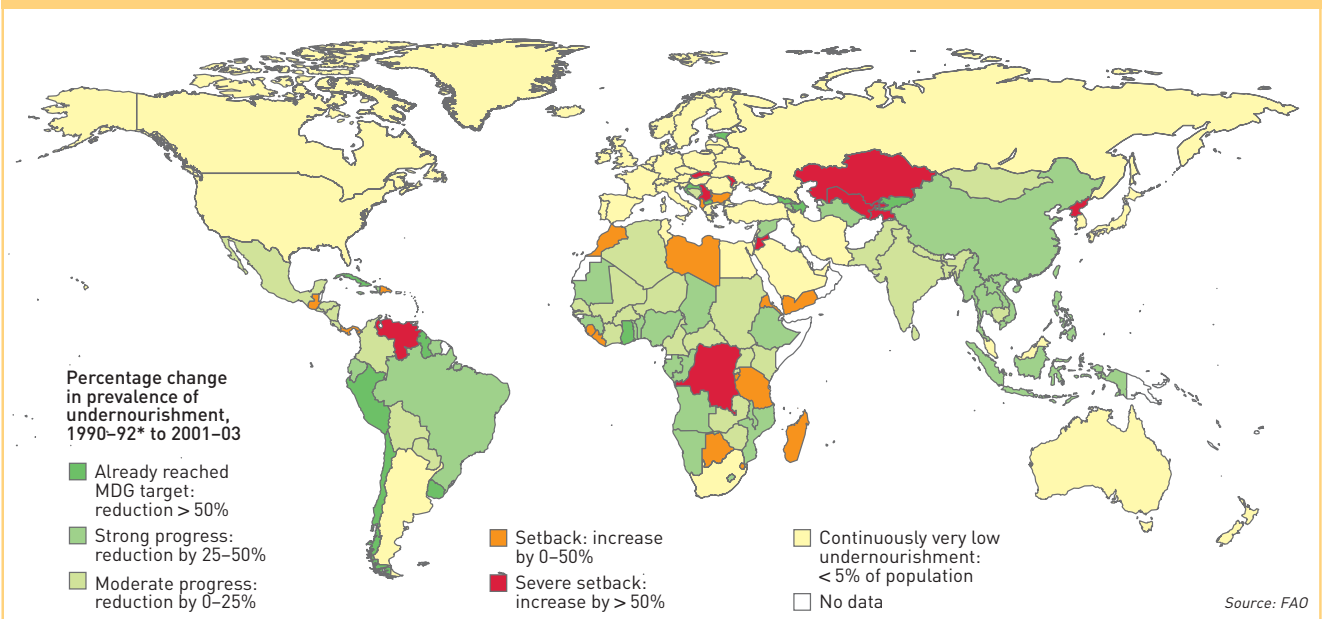 Percentage change
in prevalence of
undernourishment,
1990–92* to 2001–03
Already reached
MDG target:
reduction > 50%
Strong progress:
reduction by 25–50%
Moderate progress:
reduction by 0–25%
Setback: increase
by 0–50%
Severe setback:
increase by > 50%
Continuously very low
undernourishment:
< 5% of population
No data
Source: FAO